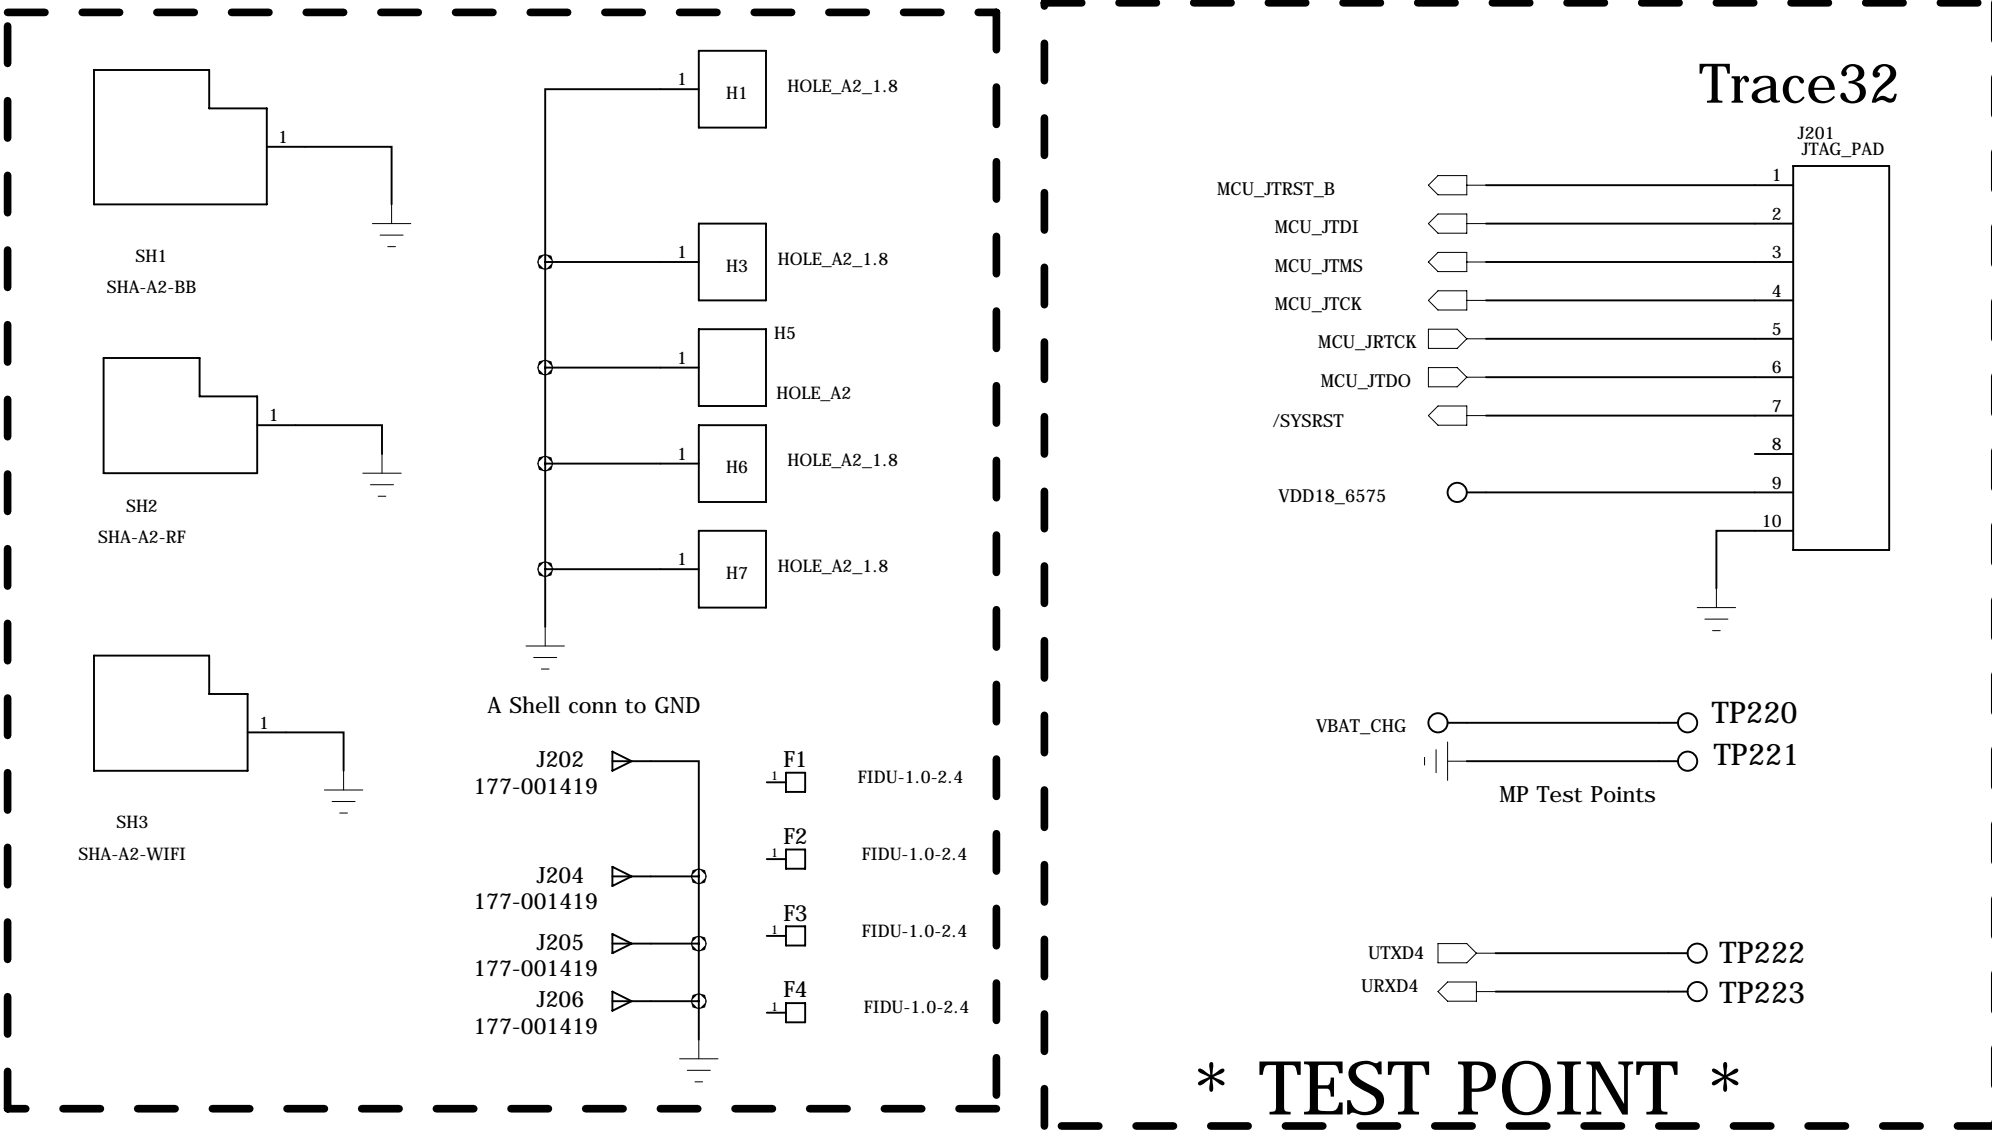 1
SH1
SHA-A2-BB
1
SH2
SHA-A2-RF
1
SH3
SHA-A2-WIFI
1
H1
HOLE_A2_1.8
1
H3
HOLE_A2_1.8
1
H5
HOLE_A2
1
H6
HOLE_A2_1.8
1
H7
HOLE_A2_1.8
A Shell conn to GND
J202
177-001419
J204
177-001419
J205
177-001419
J206
177-001419
F1
1
FIDU-1.0-2.4
F2
1
FIDU-1.0-2.4
F3
1
FIDU-1.0-2.4
F4
1
FIDU-1.0-2.4
Trace32
J201
JTAG_PAD
MCU_JTRST_B 1
MCU_JTDI 2
MCU_JTMS 3
MCU_JTCK 4
MCU_JRTCK 5
MCU_JTDO 6
/SYSRST 7
8
VDD18_6575 9
10
VBAT_CHG TP220
TP221
MP Test Points
UTXD4 TP222
URXD4 TP223
* TEST POINT *